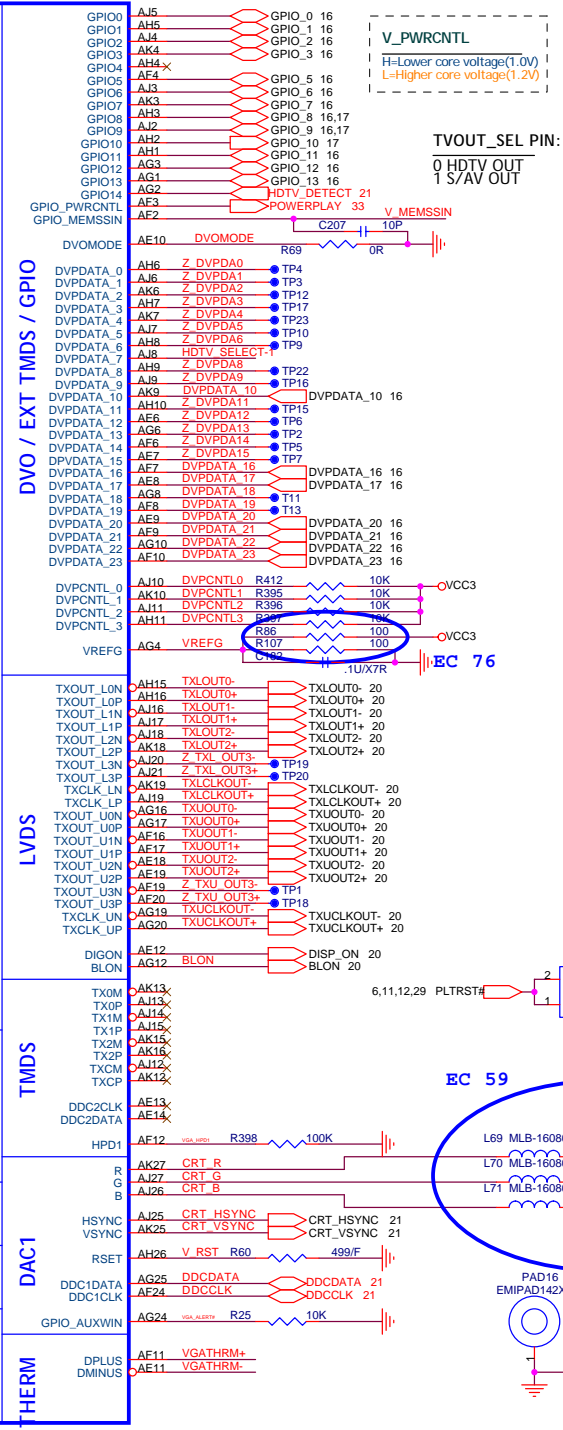 GPIO0 AJ5 GPIO_0 16
GPIO1 AH5 GPIO_1 16
GPIO2 AJ4 GPIO_2 16
GPIO3 AK4 GPIO_3 16
GPIO4 AH4
GPIO5 AF4 GPIO_5 16
GPIO6 AJ3 GPIO_6 16
GPIO7 AK3 GPIO_7 16
GPIO8 AH3 GPIO_8 16,17
GPIO9 AJ2 GPIO_9 16,17
GPIO10 AH2 GPIO_10 17
GPIO11 AH1 GPIO_11 16
GPIO12 AG3 GPIO_12 16
GPIO13 AG1 GPIO_13 16
GPIO14 AG2 HDTV_DETECT 21
GPIO_PWRCNTL AF3 POWERPLAY 33
GPIO_MEMSSIN AF2 V_MEMSSIN
C207 10P
DVOMODE AE10 DVOMODE
R69 0R
V_PWRCNTL
H=Lower core voltage(1.0V)
L=Higher core voltage(1.2V)
TVOUT_SEL PIN:
0 HDTV OUT
1 S/AV OUT
DVO / EXT TMDS / GPIO
DVPDATA_0 AH6 Z_DVPDA0 TP4
DVPDATA_1 AJ6 Z_DVPDA1 TP3
DVPDATA_2 AK6 Z_DVPDA2 TP12
DVPDATA_3 AH7 Z_DVPDA3 TP17
DVPDATA_4 AK7 Z_DVPDA4 TP23
DVPDATA_5 AJ7 Z_DVPDA5 TP10
DVPDATA_6 AH8 Z_DVPDA6 TP9
DVPDATA_7 AJ8 HDTV_SELECT-1
DVPDATA_8 AH9 Z_DVPDA8 TP22
DVPDATA_9 AJ9 Z_DVPDA9 TP16
DVPDATA_10 AK9 DVPDATA_10 DVPDATA_10 16
DVPDATA_11 AH10 Z_DVPDA11 TP15
DVPDATA_12 AE6 Z_DVPDA12 TP6
DVPDATA_13 AG6 Z_DVPDA13 TP2
DVPDATA_14 AF6 Z_DVPDA14 TP5
DVPDATA_15 AE7 Z_DVPDA15 TP7
DVPDATA_16 AF7 DVPDATA_16 DVPDATA_16 16
DVPDATA_17 AE8 DVPDATA_17 DVPDATA_17 16
DVPDATA_18 AG8 DVPDATA_18 T11
DVPDATA_19 AF8 DVPDATA_19 T13
DVPDATA_20 AE9 DVPDATA_20 DVPDATA_20 16
DVPDATA_21 AF9 DVPDATA_21 DVPDATA_21 16
DVPDATA_22 AG10 DVPDATA_22 DVPDATA_22 16
DVPDATA_23 AF10 DVPDATA_23 DVPDATA_23 16
DVPCNTL_0 AJ10 DVPCNTL0 R412 10K VCC3
DVPCNTL_1 AK10 DVPCNTL1 R395 10K
DVPCNTL_2 AJ11 DVPCNTL2 R396 10K
DVPCNTL_3 AH11 DVPCNTL3 R397 10K
R86 100 VCC3
VREFG AG4 VREFG R107 100
.1U/X7R
EC 76
LVDS
TXOUT_L0N AH15 TXLOUT0- TXLOUT0- 20
TXOUT_L0P AH16 TXLOUT0+ TXLOUT0+ 20
TXOUT_L1N AJ16 TXLOUT1- TXLOUT1- 20
TXOUT_L1P AJ17 TXLOUT1+ TXLOUT1+ 20
TXOUT_L2N AJ18 TXLOUT2- TXLOUT2- 20
TXOUT_L2P AK18 TXLOUT2+ TXLOUT2+ 20
TXOUT_L3N AJ20 Z_TXL_OUT3- TP19
TXOUT_L3P AJ21 Z_TXL_OUT3+ TP20
TXCLK_LN AK19 TXLCLKOUT- TXLCLKOUT- 20
TXCLK_LP AJ19 TXLCLKOUT+ TXLCLKOUT+ 20
TXOUT_U0N AG16 TXUOUT0- TXUOUT0- 20
TXOUT_U0P AG17 TXUOUT0+ TXUOUT0+ 20
TXOUT_U1N AF16 TXUOUT1- TXUOUT1- 20
TXOUT_U1P AF17 TXUOUT1+ TXUOUT1+ 20
TXOUT_U2N AE18 TXUOUT2- TXUOUT2- 20
TXOUT_U2P AE19 TXUOUT2+ TXUOUT2+ 20
TXOUT_U3N AF19 Z_TXU_OUT3- TP1
TXOUT_U3P AF20 Z_TXU_OUT3+ TP18
TXCLK_UN AG19 TXUCLKOUT- TXUCLKOUT- 20
TXCLK_UP AG20 TXUCLKOUT+ TXUCLKOUT+ 20
DIGON AE12 DISP_ON 20
BLON AG12 BLON BLON 20
6,11,12,29 PLTRST# 2
1
TMDS
TX0M AK13
TX0P AJ13
TX1M AJ14
TX1P AJ15
TX2M AK15
TX2P AK16
TXCM AJ12
TXCP AK12
DDC2CLK AE13
DDC2DATA AE14
HPD1 AF12 VGA_HPD1 R398 100K
EC 59
L69 MLB-16080
L70 MLB-16080
L71 MLB-16080
DAC1
R AK27 CRT_R
G AJ27 CRT_G
B AJ26 CRT_B
HSYNC AJ25 CRT_HSYNC CRT_HSYNC 21
VSYNC AK25 CRT_VSYNC CRT_VSYNC 21
RSET AH26 V_RST R60 499/F
DDC1DATA AG25 DDCDATA DDCDATA 21
DDC1CLK AF24 DDCCLK DDCCLK 21
GPIO_AUXWIN AG24 VGA_ALERT# R25 10K
PAD16
EMIPAD142X
1
THERM
DPLUS AF11 VGATHRM+
DMINUS AE11 VGATHRM-